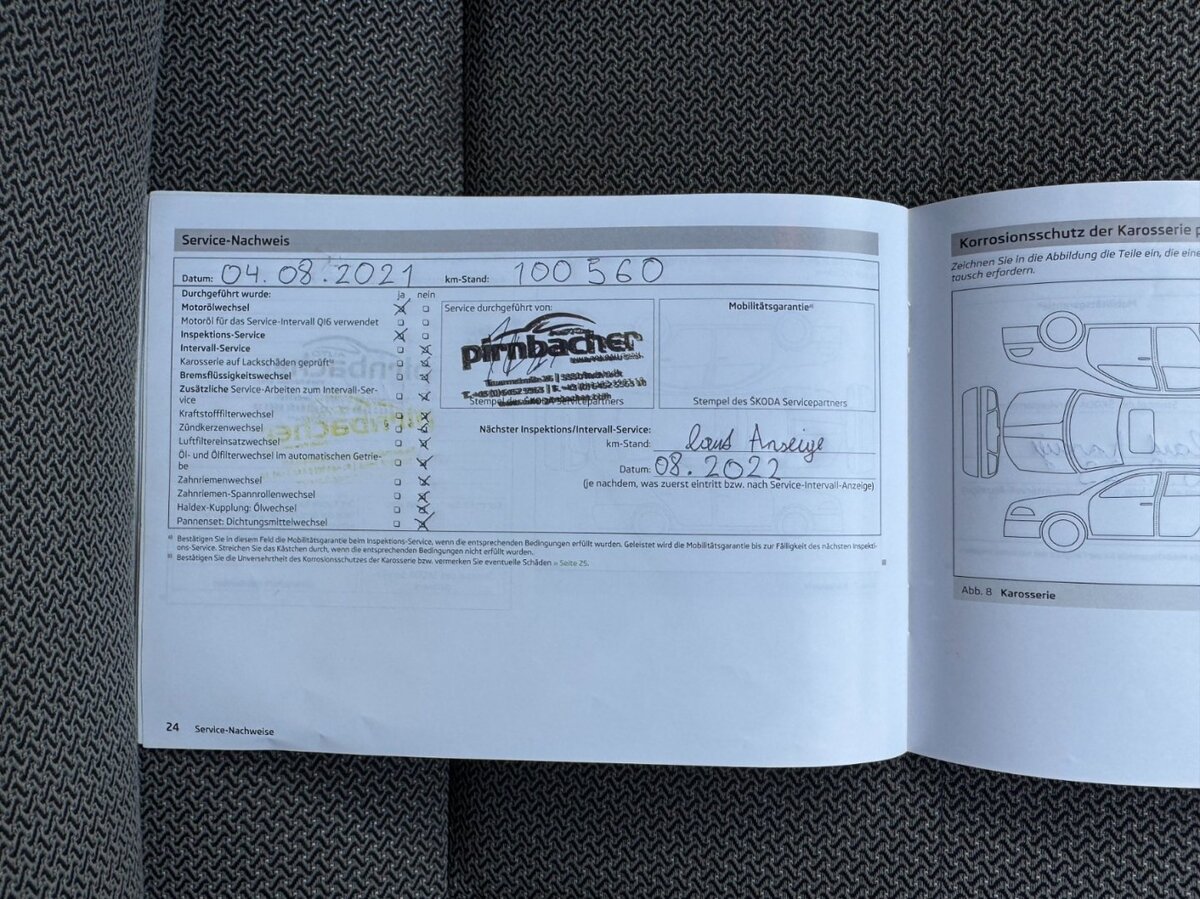 Service-Nachweis
Datum: 04.08.2021 km-Stand: 100 560
Durchgeführt wurde: ja nein
Motorölwechsel
Motoröl für das Service-Intervall QI6 verwendet
Inspektions-Service
Intervall-Service
Karosserie auf Lackschäden geprüft
Bremsflüssigkeitswechsel
Zusätzliche Service-Arbeiten zum Intervall-Ser-
vice
Kraftstofffilterwechsel
Zündkerzenwechsel
Luftfiltereinsatzwechsel
Öl- und Ölfilterwechsel im automatischen Getrie-
be
Zahnriemenwechsel
Zahnriemen-Spannrollenwechsel
Haldex-Kupplung: Ölwechsel
Pannenset: Dichtungsmittelwechsel
Service durchgeführt von:
pirnbacher
Stempel des ŠKODA Servicepartners
Mobilitätsgarantie
Stempel des ŠKODA Servicepartners
Nächster Inspektions/Intervall-Service:
km-Stand: laut Anzeige
Datum: 08.2022
(je nachdem, was zuerst eintritt bzw. nach Service-Intervall-Anzeige)
a) Bestätigen Sie in diesem Feld die Mobilitätsgarantie beim Inspektions-Service, wenn die entsprechenden Bedingungen erfüllt wurden. Geleistet wird die Mobilitätsgarantie bis zur Fälligkeit des nächsten Inspekti-
ons-Service. Streichen Sie das Kästchen durch, wenn die entsprechenden Bedingungen nicht erfüllt wurden.
b) Bestätigen Sie die Unversehrtheit des Korrosionsschutzes der Karosserie bzw. vermerken Sie eventuelle Schäden » Seite 25.
24 Service-Nachweise
Korrosionsschutz der Karosserie
Zeichnen Sie in die Abbildung die Teile ein, die
tausch erfordern.
Abb. 8 Karosserie